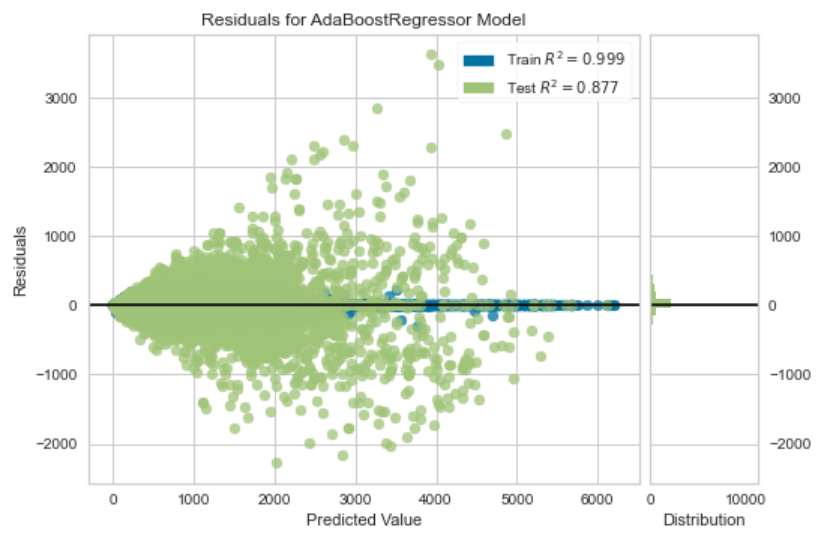 Residuals for AdaBoostRegressor Model
Train R² = 0.999
Test R² = 0.877
Residuals
3000
2000
1000
0
−1000
−2000
0 1000 2000 3000 4000 5000 6000
Predicted Value
3000
2000
1000
0
−1000
−2000
0 10000
Distribution